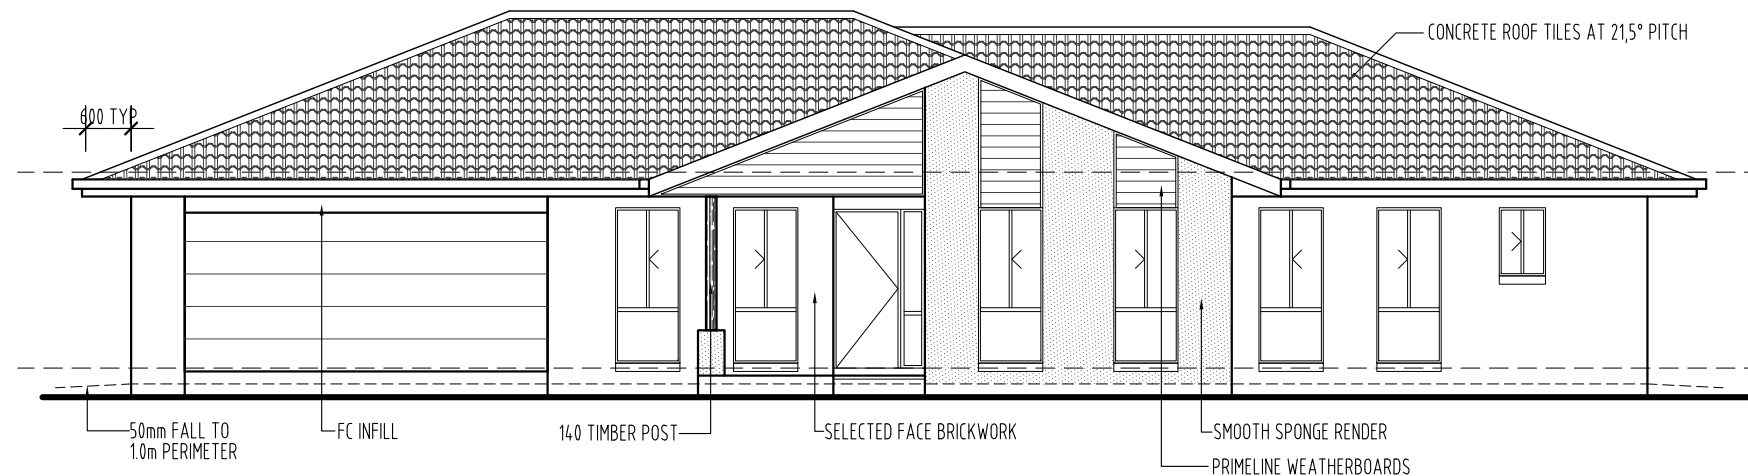 CONCRETE ROOF TILES AT 21,5° PITCH
600 TYP
50mm FALL TO
1.0m PERIMETER
FC INFILL
140 TIMBER POST
SELECTED FACE BRICKWORK
SMOOTH SPONGE RENDER
PRIMELINE WEATHERBOARDS